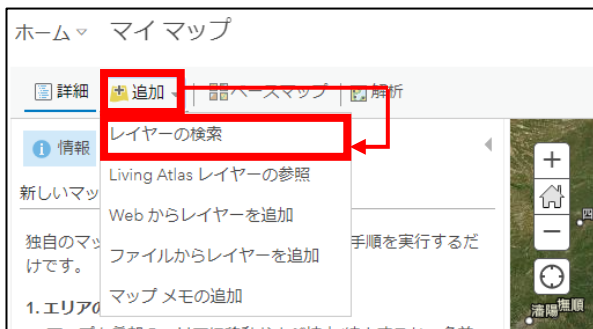 ホーム マイ マップ
詳細 追加 ベースマップ 解析
情報
レイヤーの検索
Living Atlas レイヤーの参照
新しいマッ
Web からレイヤーを追加
独自のマッ 手順を実行するだ
ファイルからレイヤーを追加
けです。
マップ メモの追加
1. エリアの
四
瀋陽 撫順